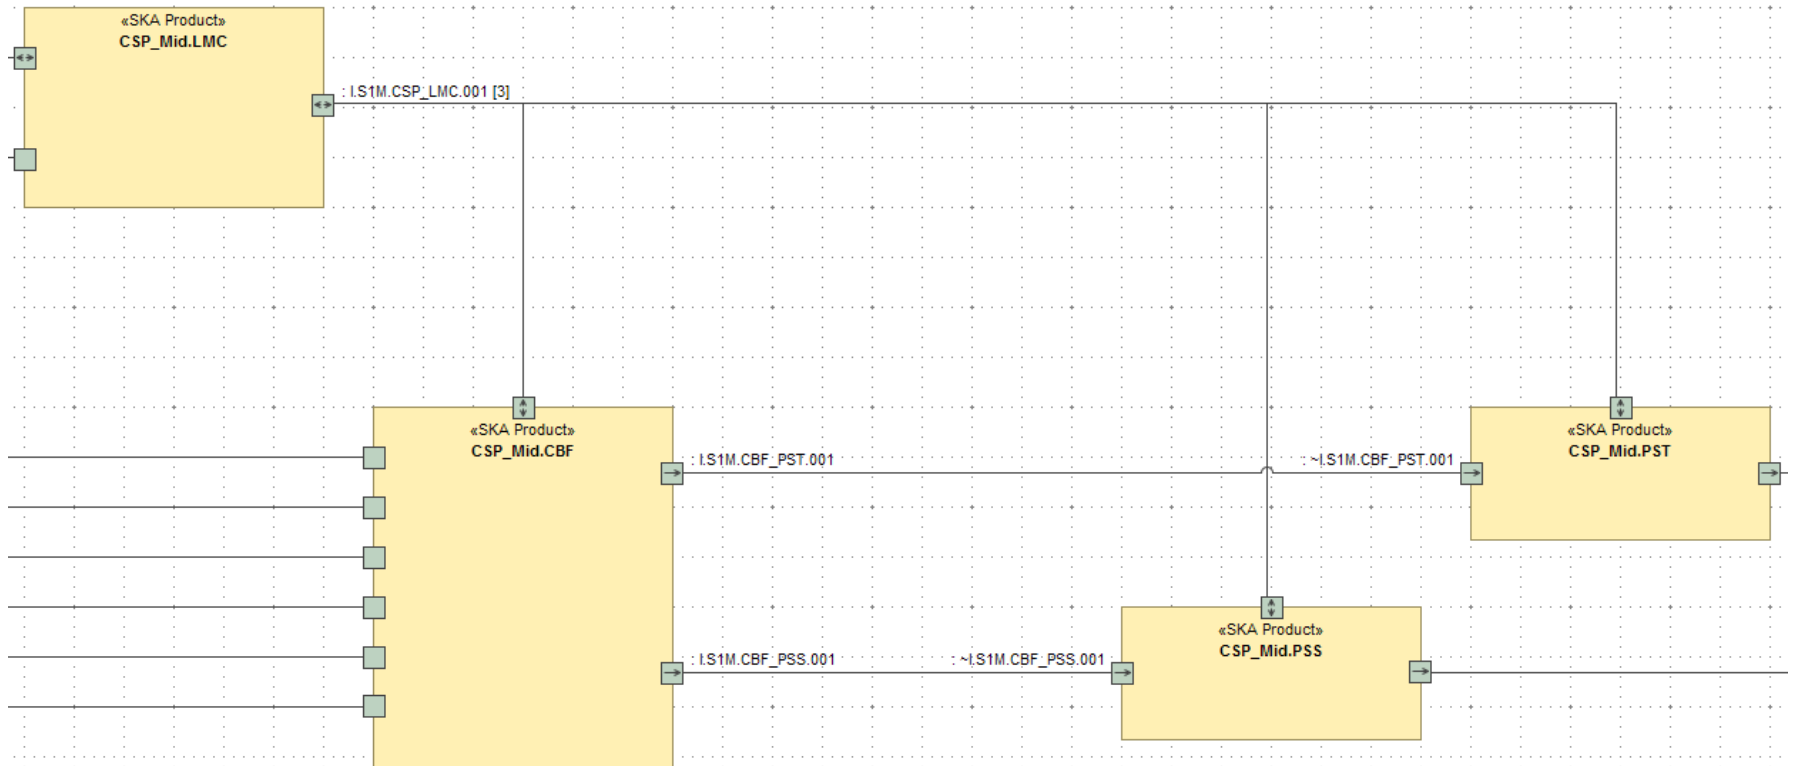 «SKA Product»
CSP_Mid.LMC
: I.S1M.CSP_LMC.001 [3]
«SKA Product»
CSP_Mid.CBF
: I.S1M.CBF_PST.001
: ~I.S1M.CBF_PST.001
«SKA Product»
CSP_Mid.PST
: I.S1M.CBF_PSS.001
: ~I.S1M.CBF_PSS.001
«SKA Product»
CSP_Mid.PSS